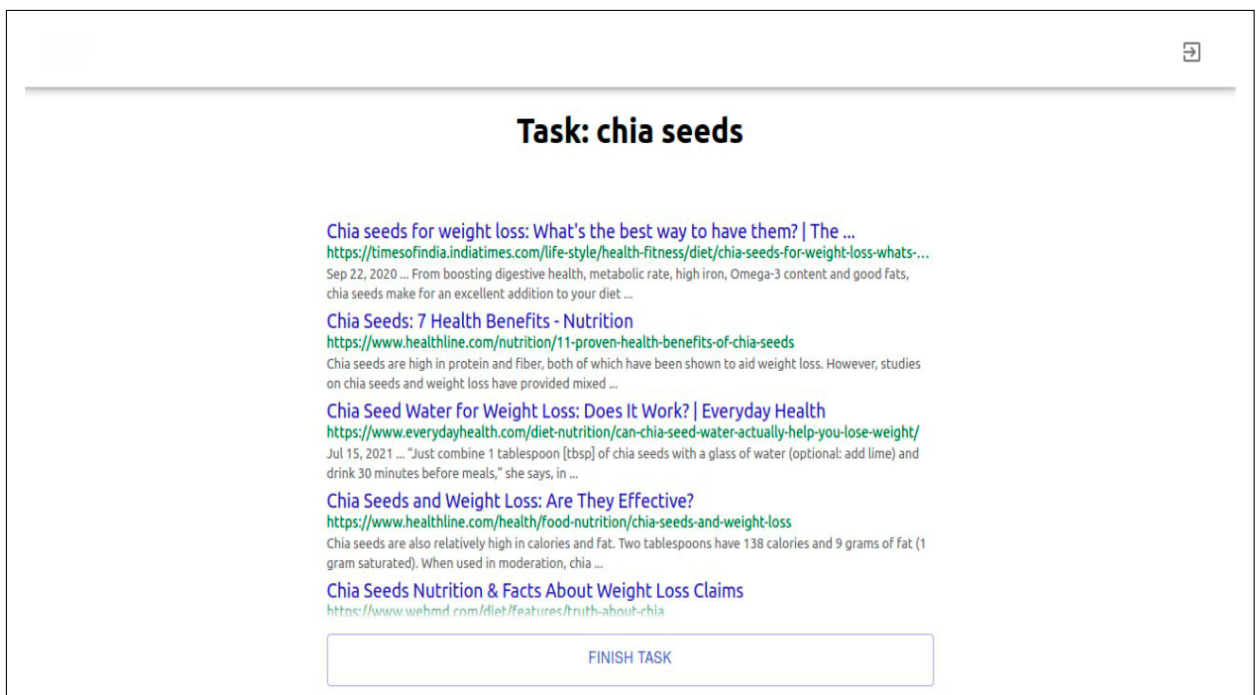 Task: chia seeds
Chia seeds for weight loss: What's the best way to have them? | The ...
https://timesofindia.indiatimes.com/life-style/health-fitness/diet/chia-seeds-for-weight-loss-whats-...
Sep 22, 2020 ... From boosting digestive health, metabolic rate, high iron, Omega-3 content and good fats,
chia seeds make for an excellent addition to your diet ...
Chia Seeds: 7 Health Benefits - Nutrition
https://www.healthline.com/nutrition/11-proven-health-benefits-of-chia-seeds
Chia seeds are high in protein and fiber, both of which have been shown to aid weight loss. However, studies
on chia seeds and weight loss have provided mixed ...
Chia Seed Water for Weight Loss: Does It Work? | Everyday Health
https://www.everydayhealth.com/diet-nutrition/can-chia-seed-water-actually-help-you-lose-weight/
Jul 15, 2021 ... "Just combine 1 tablespoon [tbsp] of chia seeds with a glass of water (optional: add lime) and
drink 30 minutes before meals," she says, in ...
Chia Seeds and Weight Loss: Are They Effective?
https://www.healthline.com/health/food-nutrition/chia-seeds-and-weight-loss
Chia seeds are also relatively high in calories and fat. Two tablespoons have 138 calories and 9 grams of fat (1
gram saturated). When used in moderation, chia ...
Chia Seeds Nutrition & Facts About Weight Loss Claims
https://www.webmd.com/diet/features/truth-about-chia
FINISH TASK